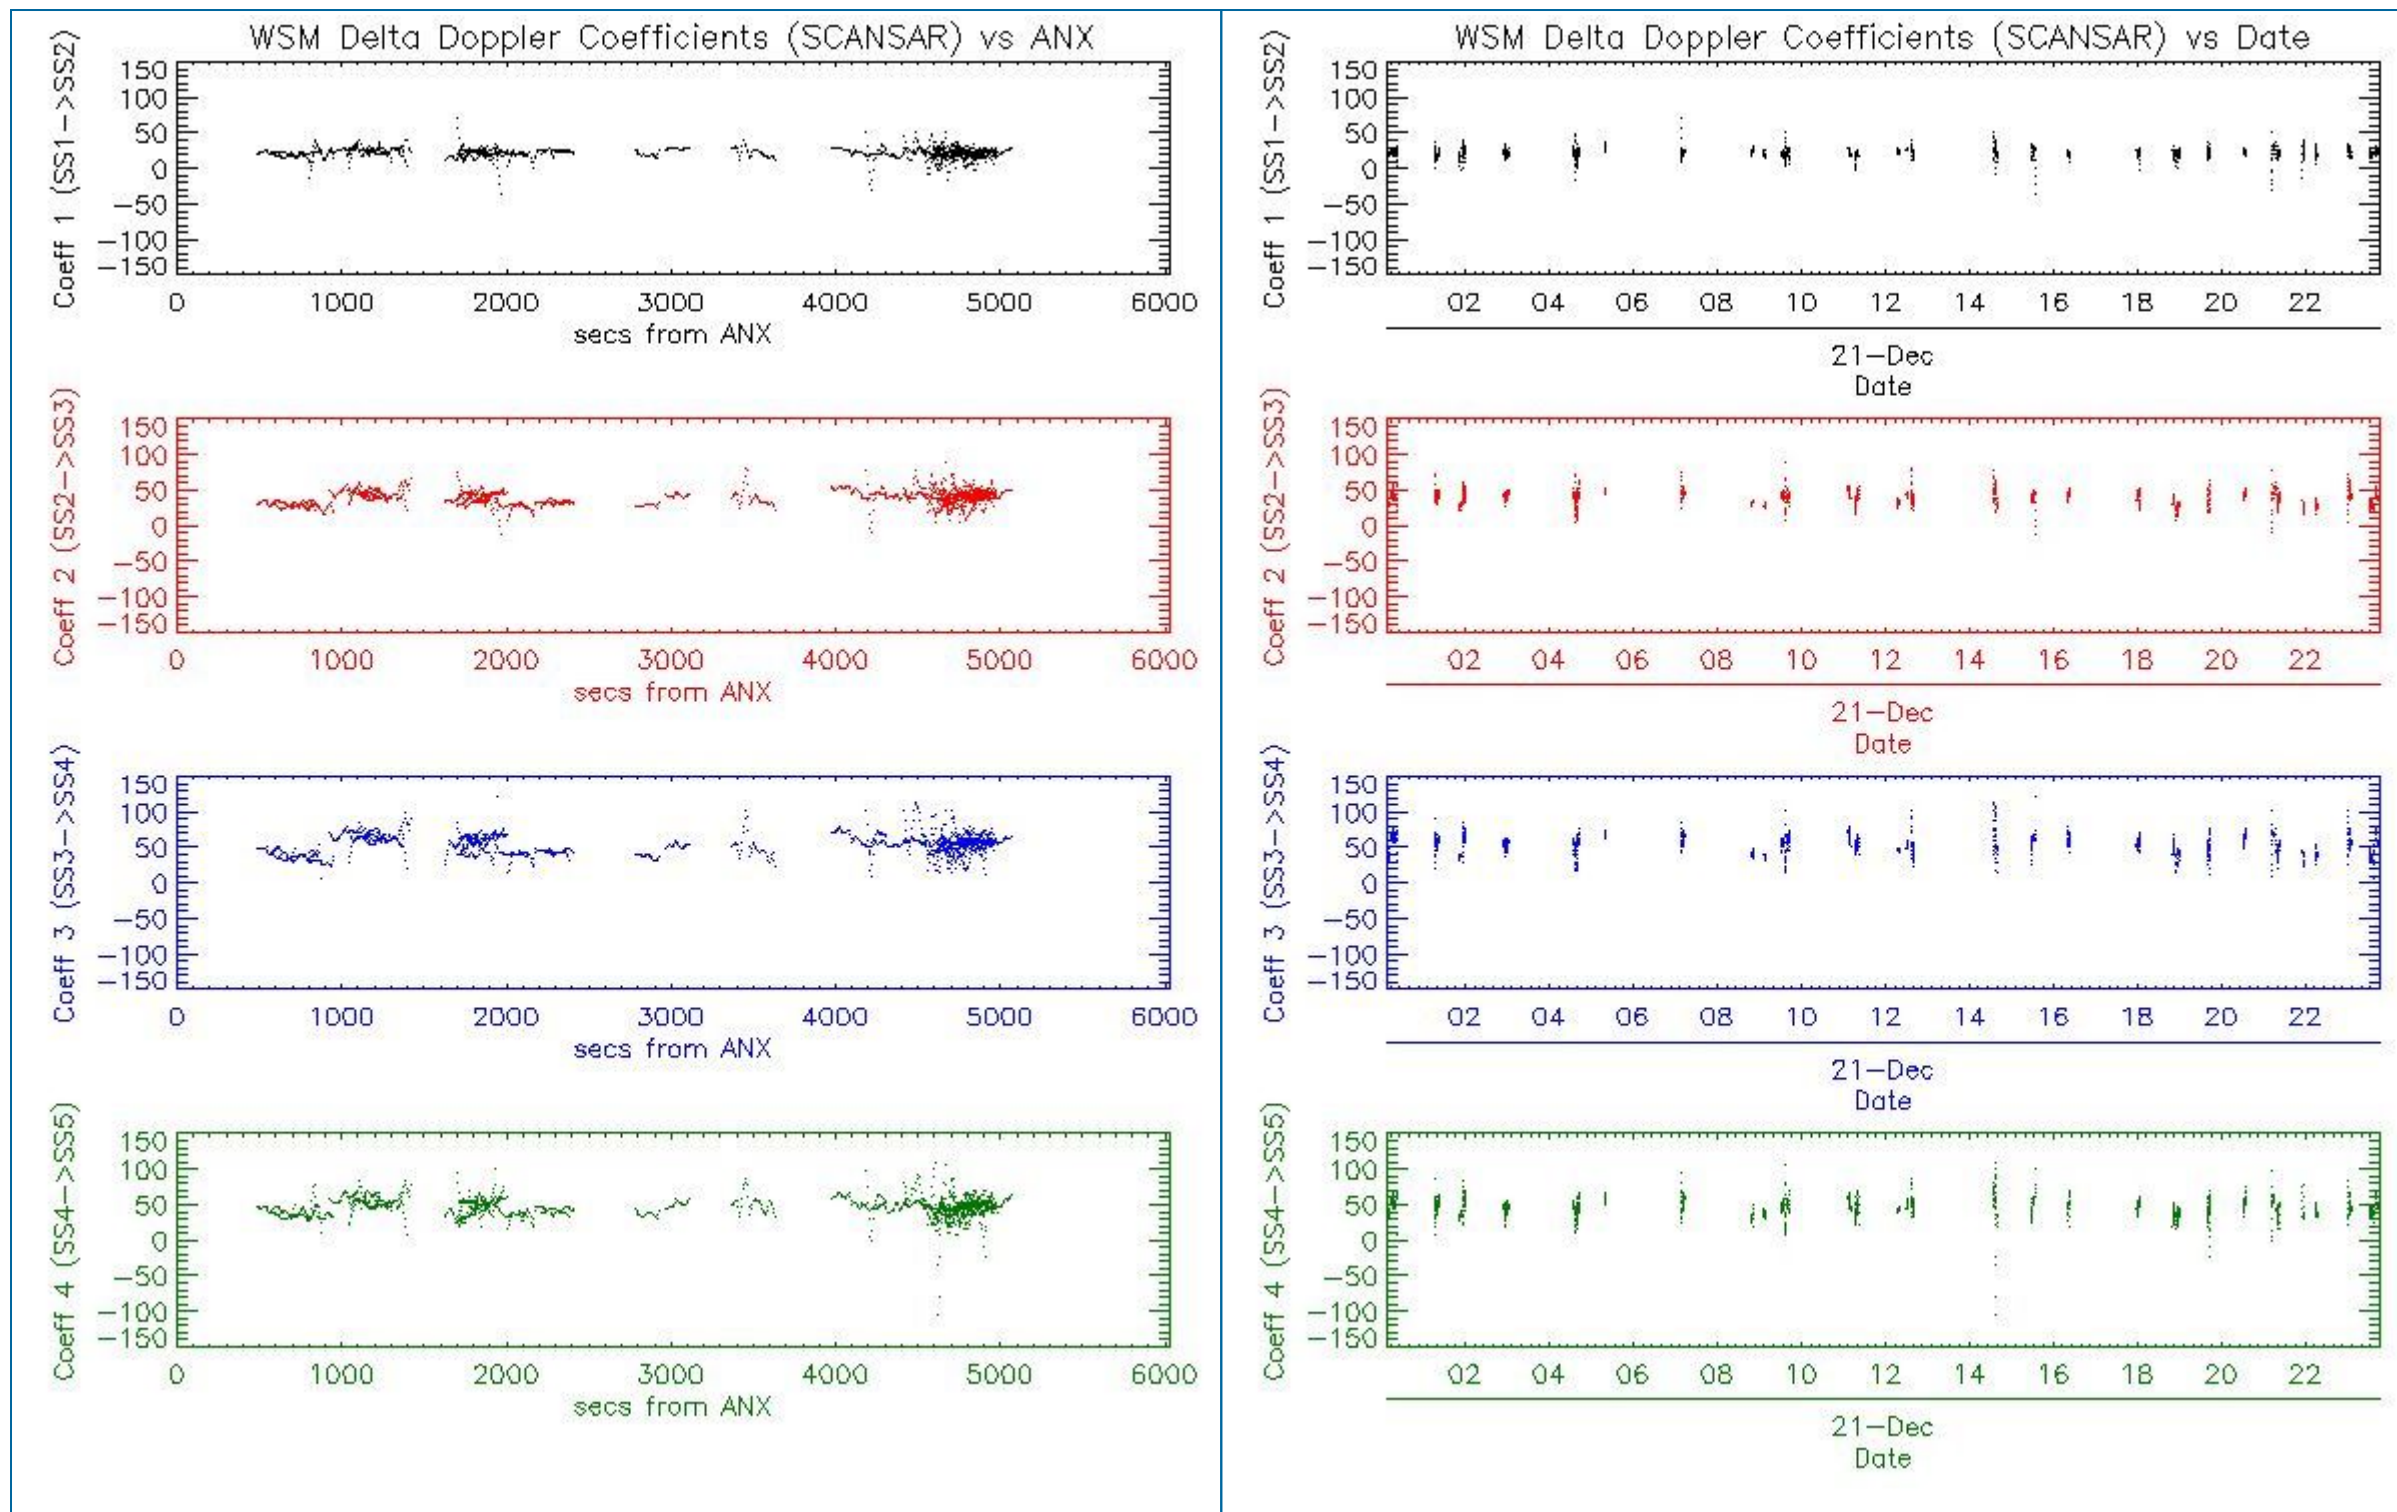 WSM Delta Doppler Coefficients (SCANSAR) vs ANX
Coeff 1 (SS1->SS2)
150
100
50
0
-50
-100
-150
0 1000 2000 3000 4000 5000 6000
secs from ANX
Coeff 2 (SS2->SS3)
150
100
50
0
-50
-100
-150
0 1000 2000 3000 4000 5000 6000
secs from ANX
Coeff 3 (SS3->SS4)
150
100
50
0
-50
-100
-150
0 1000 2000 3000 4000 5000 6000
secs from ANX
Coeff 4 (SS4->SS5)
150
100
50
0
-50
-100
-150
0 1000 2000 3000 4000 5000 6000
secs from ANX
WSM Delta Doppler Coefficients (SCANSAR) vs Date
Coeff 1 (SS1->SS2)
150
100
50
0
-50
-100
-150
02 04 06 08 10 12 14 16 18 20 22
21-Dec
Date
Coeff 2 (SS2->SS3)
150
100
50
0
-50
-100
-150
02 04 06 08 10 12 14 16 18 20 22
21-Dec
Date
Coeff 3 (SS3->SS4)
150
100
50
0
-50
-100
-150
02 04 06 08 10 12 14 16 18 20 22
21-Dec
Date
Coeff 4 (SS4->SS5)
150
100
50
0
-50
-100
-150
02 04 06 08 10 12 14 16 18 20 22
21-Dec
Date